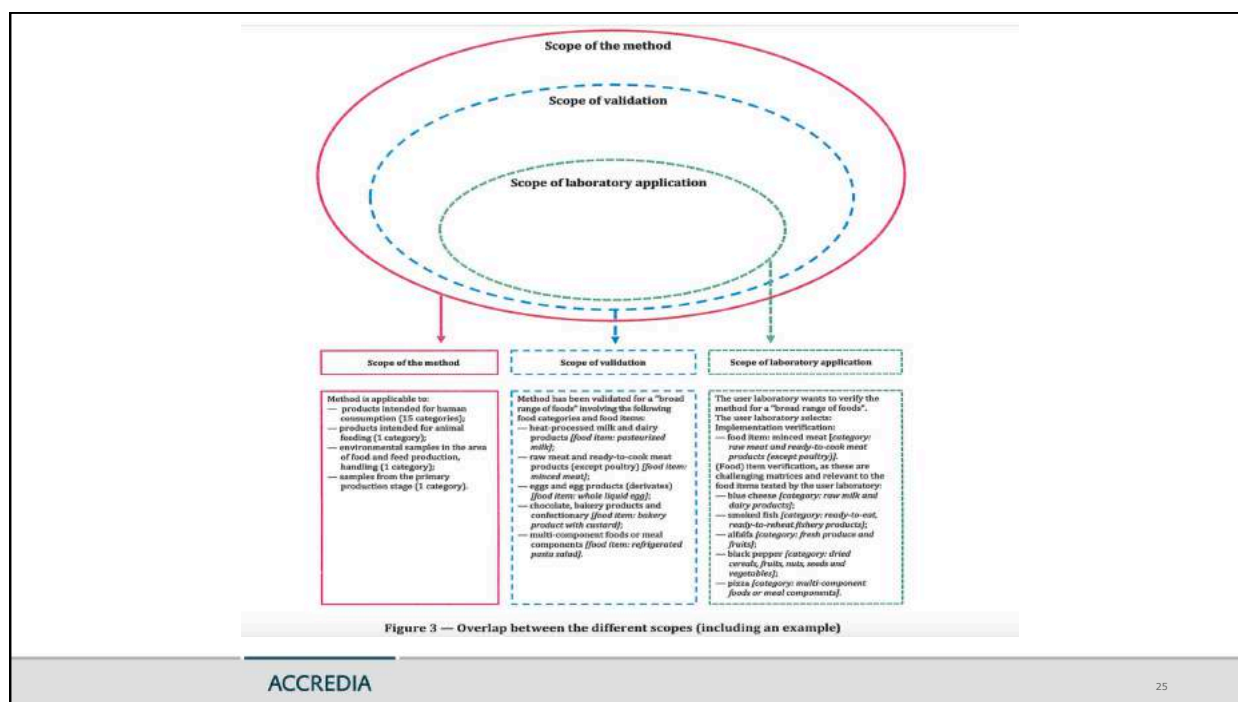 Scope of the method
Scope of validation
Scope of laboratory application
Scope of the method
Method is applicable to:
— products intended for human
consumption (15 categories);
— products intended for animal
feeding (1 category);
— environmental samples in the area
of food and feed production,
handling (1 category);
— samples from the primary
production stage (1 category).
Scope of validation
Method has been validated for a "broad
range of foods" involving the following
food categories and food items:
— heat-processed milk and dairy
products [food item: pasteurized
milk];
— raw meat and ready-to-cook meat
products (except poultry) [food item:
minced meat];
— eggs and egg products (derivates)
[food item: whole liquid egg];
— chocolate, bakery products and
confectionary [food item: bakery
product with custard];
— multi-component foods or meal
components [food item: refrigerated
pasta salad].
Scope of laboratory application
The user laboratory wants to verify the
method for a "broad range of foods".
The user laboratory selects:
Implementation verification:
— food item: minced meat [category:
raw meat and ready-to-cook meat
products (except poultry)].
(Food) item verification, as these are
challenging matrices and relevant to the
food items tested by the user laboratory:
— blue cheese [category: raw milk and
dairy products];
— smoked fish [category: ready-to-eat,
ready-to-reheat fishery products];
— alfalfa [category: fresh produce and
fruits];
— black pepper [category: dried
cereals, fruits, nuts, seeds and
vegetables];
— pizza [category: multi-component
foods or meal components].
Figure 3 — Overlap between the different scopes (including an example)
ACCREDIA
25